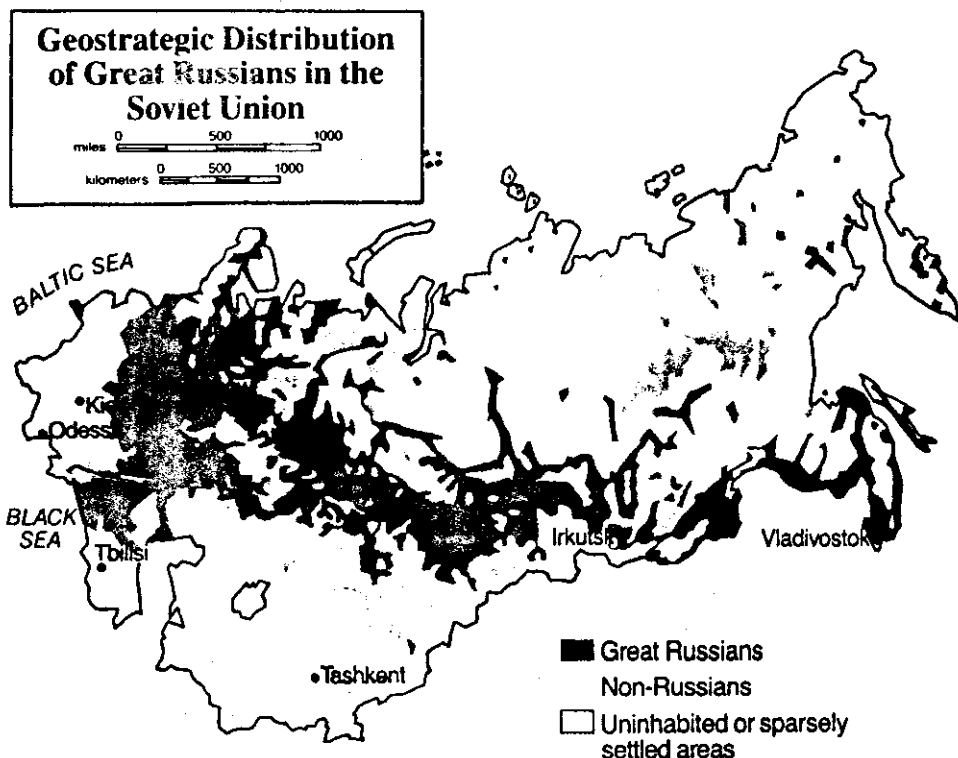 Geostrategic Distribution
of Great Russians in the
Soviet Union
0 500 1000
miles
0 500 1000
kilometers
BALTIC SEA
Odess
BLACK
SEA
Tbilisi
Irkutsk
Vladivostok
Tashkent
Great Russians
Non-Russians
Uninhabited or sparsely
settled areas